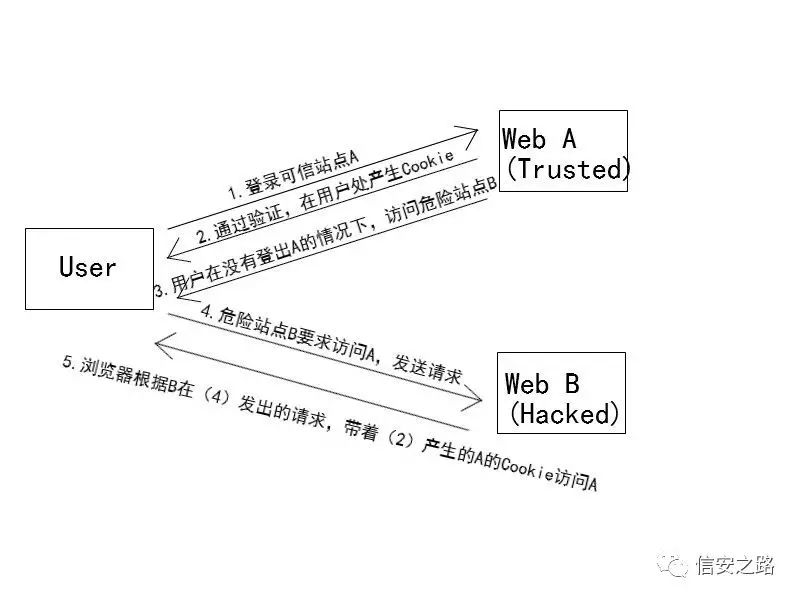 Web A
(Trusted)
1.登录可信站点A
2.通过验证，在用户处产生Cookie
3.用户在没有登出A的情况下，访问危险站点B
User
4.危险站点B要求访问A，发送请求
Web B
(Hacked)
5.浏览器根据B在（4）发出的请求，带着（2）产生的A的Cookie访问A
信安之路